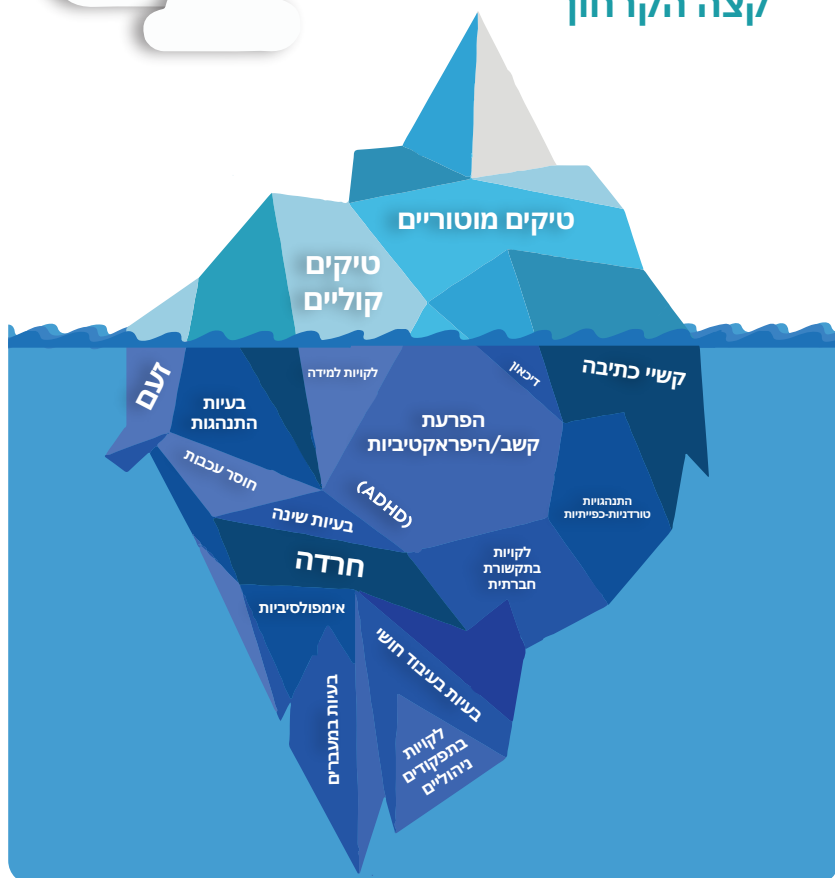 קצה הקרחון
טיקים מוטוריים
טיקים
קוליים
קשיי כתיבה
דיכאון
לקויות למידה
זעם
בעיות
התנהגות
הפרעת
קשב/היפראקטיביות
(ADHD)
חוסר עכבות
התנהגויות
טורדניות-כפייתיות
בעיות שינה
חרדה
לקויות
בתקשורת
חברתית
אימפולסיביות
בעיות בעיבוד חושי
בעיות במעברים
לקויות
בתפקודים
ניהוליים